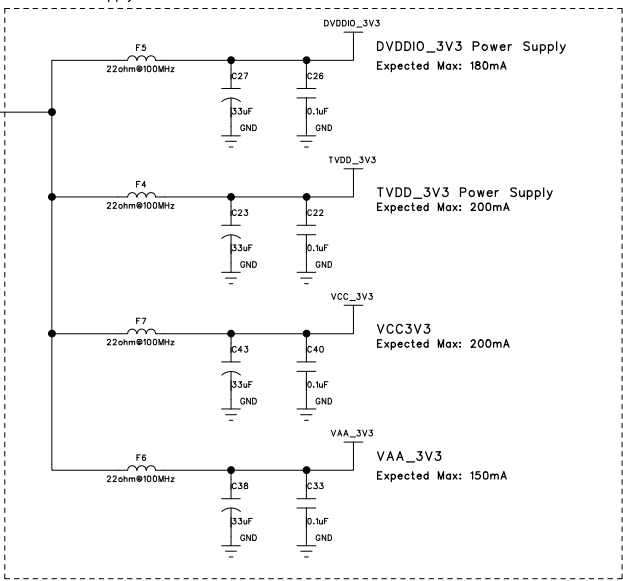 DVDDIO_3V3
F5
DVDDIO_3V3 Power Supply
22ohm@100MHz
C27
C26
Expected Max: 180mA
33uF
0.1uF
GND
GND
TVDD_3V3
F4
TVDD_3V3 Power Supply
22ohm@100MHz
C23
C22
Expected Max: 200mA
33uF
0.1uF
GND
GND
VCC_3V3
F7
VCC3V3
22ohm@100MHz
C43
C40
Expected Max: 200mA
33uF
0.1uF
GND
GND
VAA_3V3
F6
VAA_3V3
22ohm@100MHz
C38
C33
Expected Max: 150mA
33uF
0.1uF
GND
GND